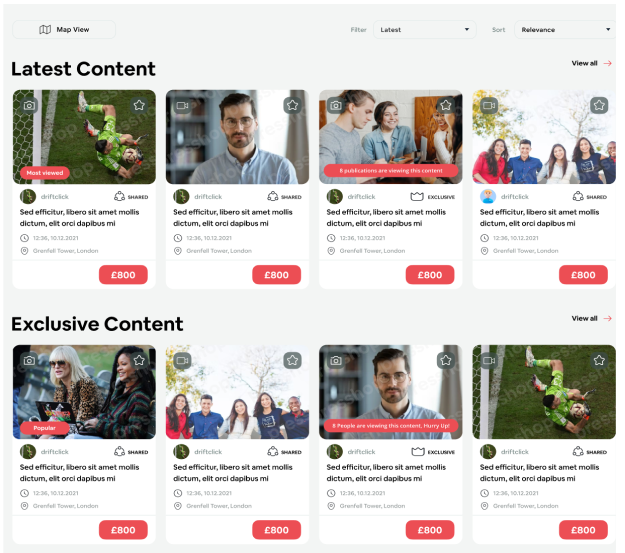 Map View
Filter Latest Sort Relevance
Latest Content
View all
Most viewed
8 publications are viewing this content
driftclick SHARED
driftclick SHARED
driftclick EXCLUSIVE
driftclick SHARED
Sed efficitur, libero sit amet mollis
dictum, elit orci dapibus mi
Sed efficitur, libero sit amet mollis
dictum, elit orci dapibus mi
Sed efficitur, libero sit amet mollis
dictum, elit orci dapibus mi
Sed efficitur, libero sit amet mollis
dictum, elit orci dapibus mi
12:36, 10.12.2021
Grenfell Tower, London
12:36, 10.12.2021
Grenfell Tower, London
12:36, 10.12.2021
Grenfell Tower, London
12:36, 10.12.2021
Grenfell Tower, London
£800
£800
£800
£800
Exclusive Content
View all
Popular
8 People are viewing this content, Hurry Up!
driftclick SHARED
driftclick SHARED
driftclick EXCLUSIVE
driftclick SHARED
Sed efficitur, libero sit amet mollis
dictum, elit orci dapibus mi
Sed efficitur, libero sit amet mollis
dictum, elit orci dapibus mi
Sed efficitur, libero sit amet mollis
dictum, elit orci dapibus mi
Sed efficitur, libero sit amet mollis
dictum, elit orci dapibus mi
12:36, 10.12.2021
Grenfell Tower, London
12:36, 10.12.2021
Grenfell Tower, London
12:36, 10.12.2021
Grenfell Tower, London
12:36, 10.12.2021
Grenfell Tower, London
£800
£800
£800
£800